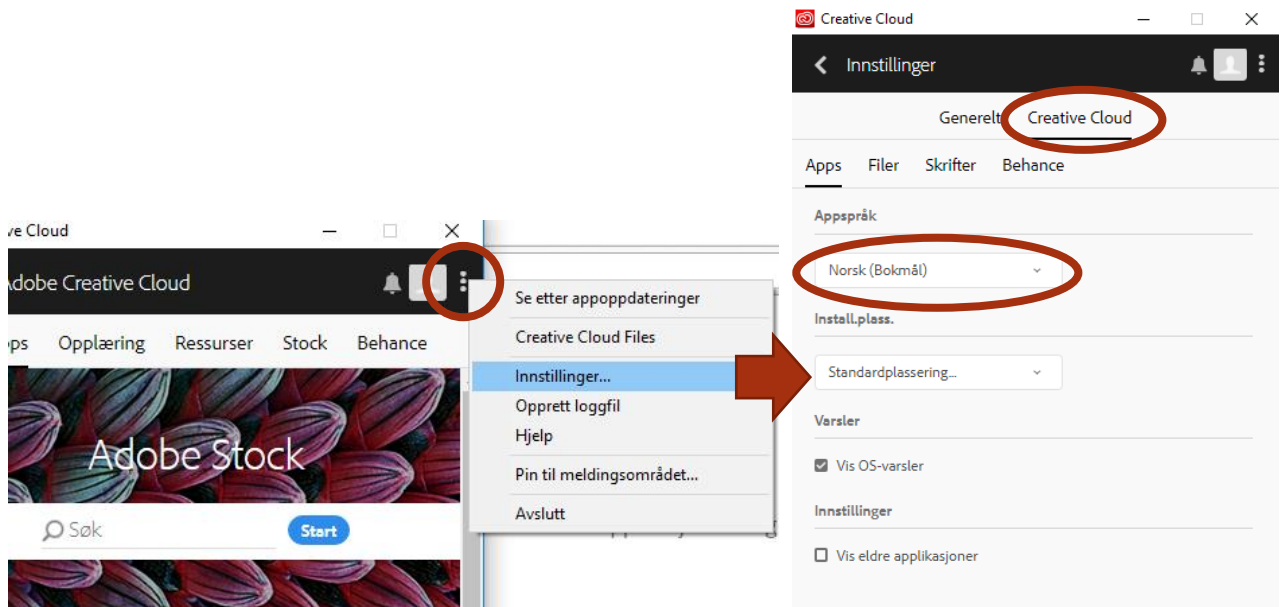 ve Cloud
Adobe Creative Cloud
ps Opplæring Ressurser Stock Behance
Adobe Stock
Søk Start
Se etter appoppdateringer
Creative Cloud Files
Innstillinger...
Opprett loggfil
Hjelp
Pin til meldingsområdet...
Avslutt
Creative Cloud
Innstillinger
Generelt Creative Cloud
Apps Filer Skrifter Behance
Appspråk
Norsk (Bokmål)
Install.plass.
Standardplassering...
Varsler
Vis OS-varsler
Innstillinger
Vis eldre applikasjoner